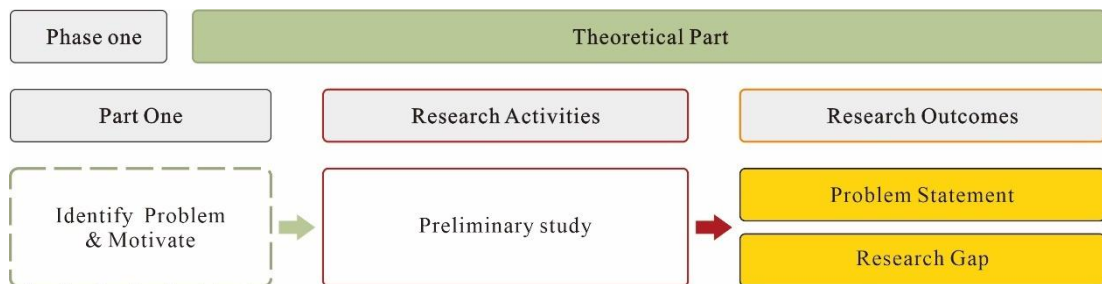 Phase one
Theoretical Part
Part One
Research Activities
Research Outcomes
Identify Problem
& Motivate
Preliminary study
Problem Statement
Research Gap